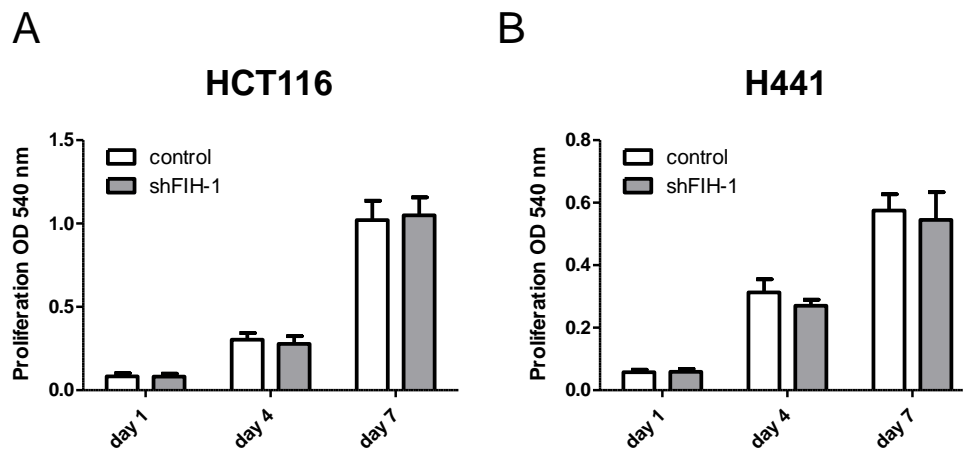 A
HCT116
Proliferation OD 540 nm
1.5
1.0
0.5
0.0
control
shFIH-1
day 1
day 4
day 7
B
H441
Proliferation OD 540 nm
0.8
0.6
0.4
0.2
0.0
control
shFIH-1
day 1
day 4
day 7